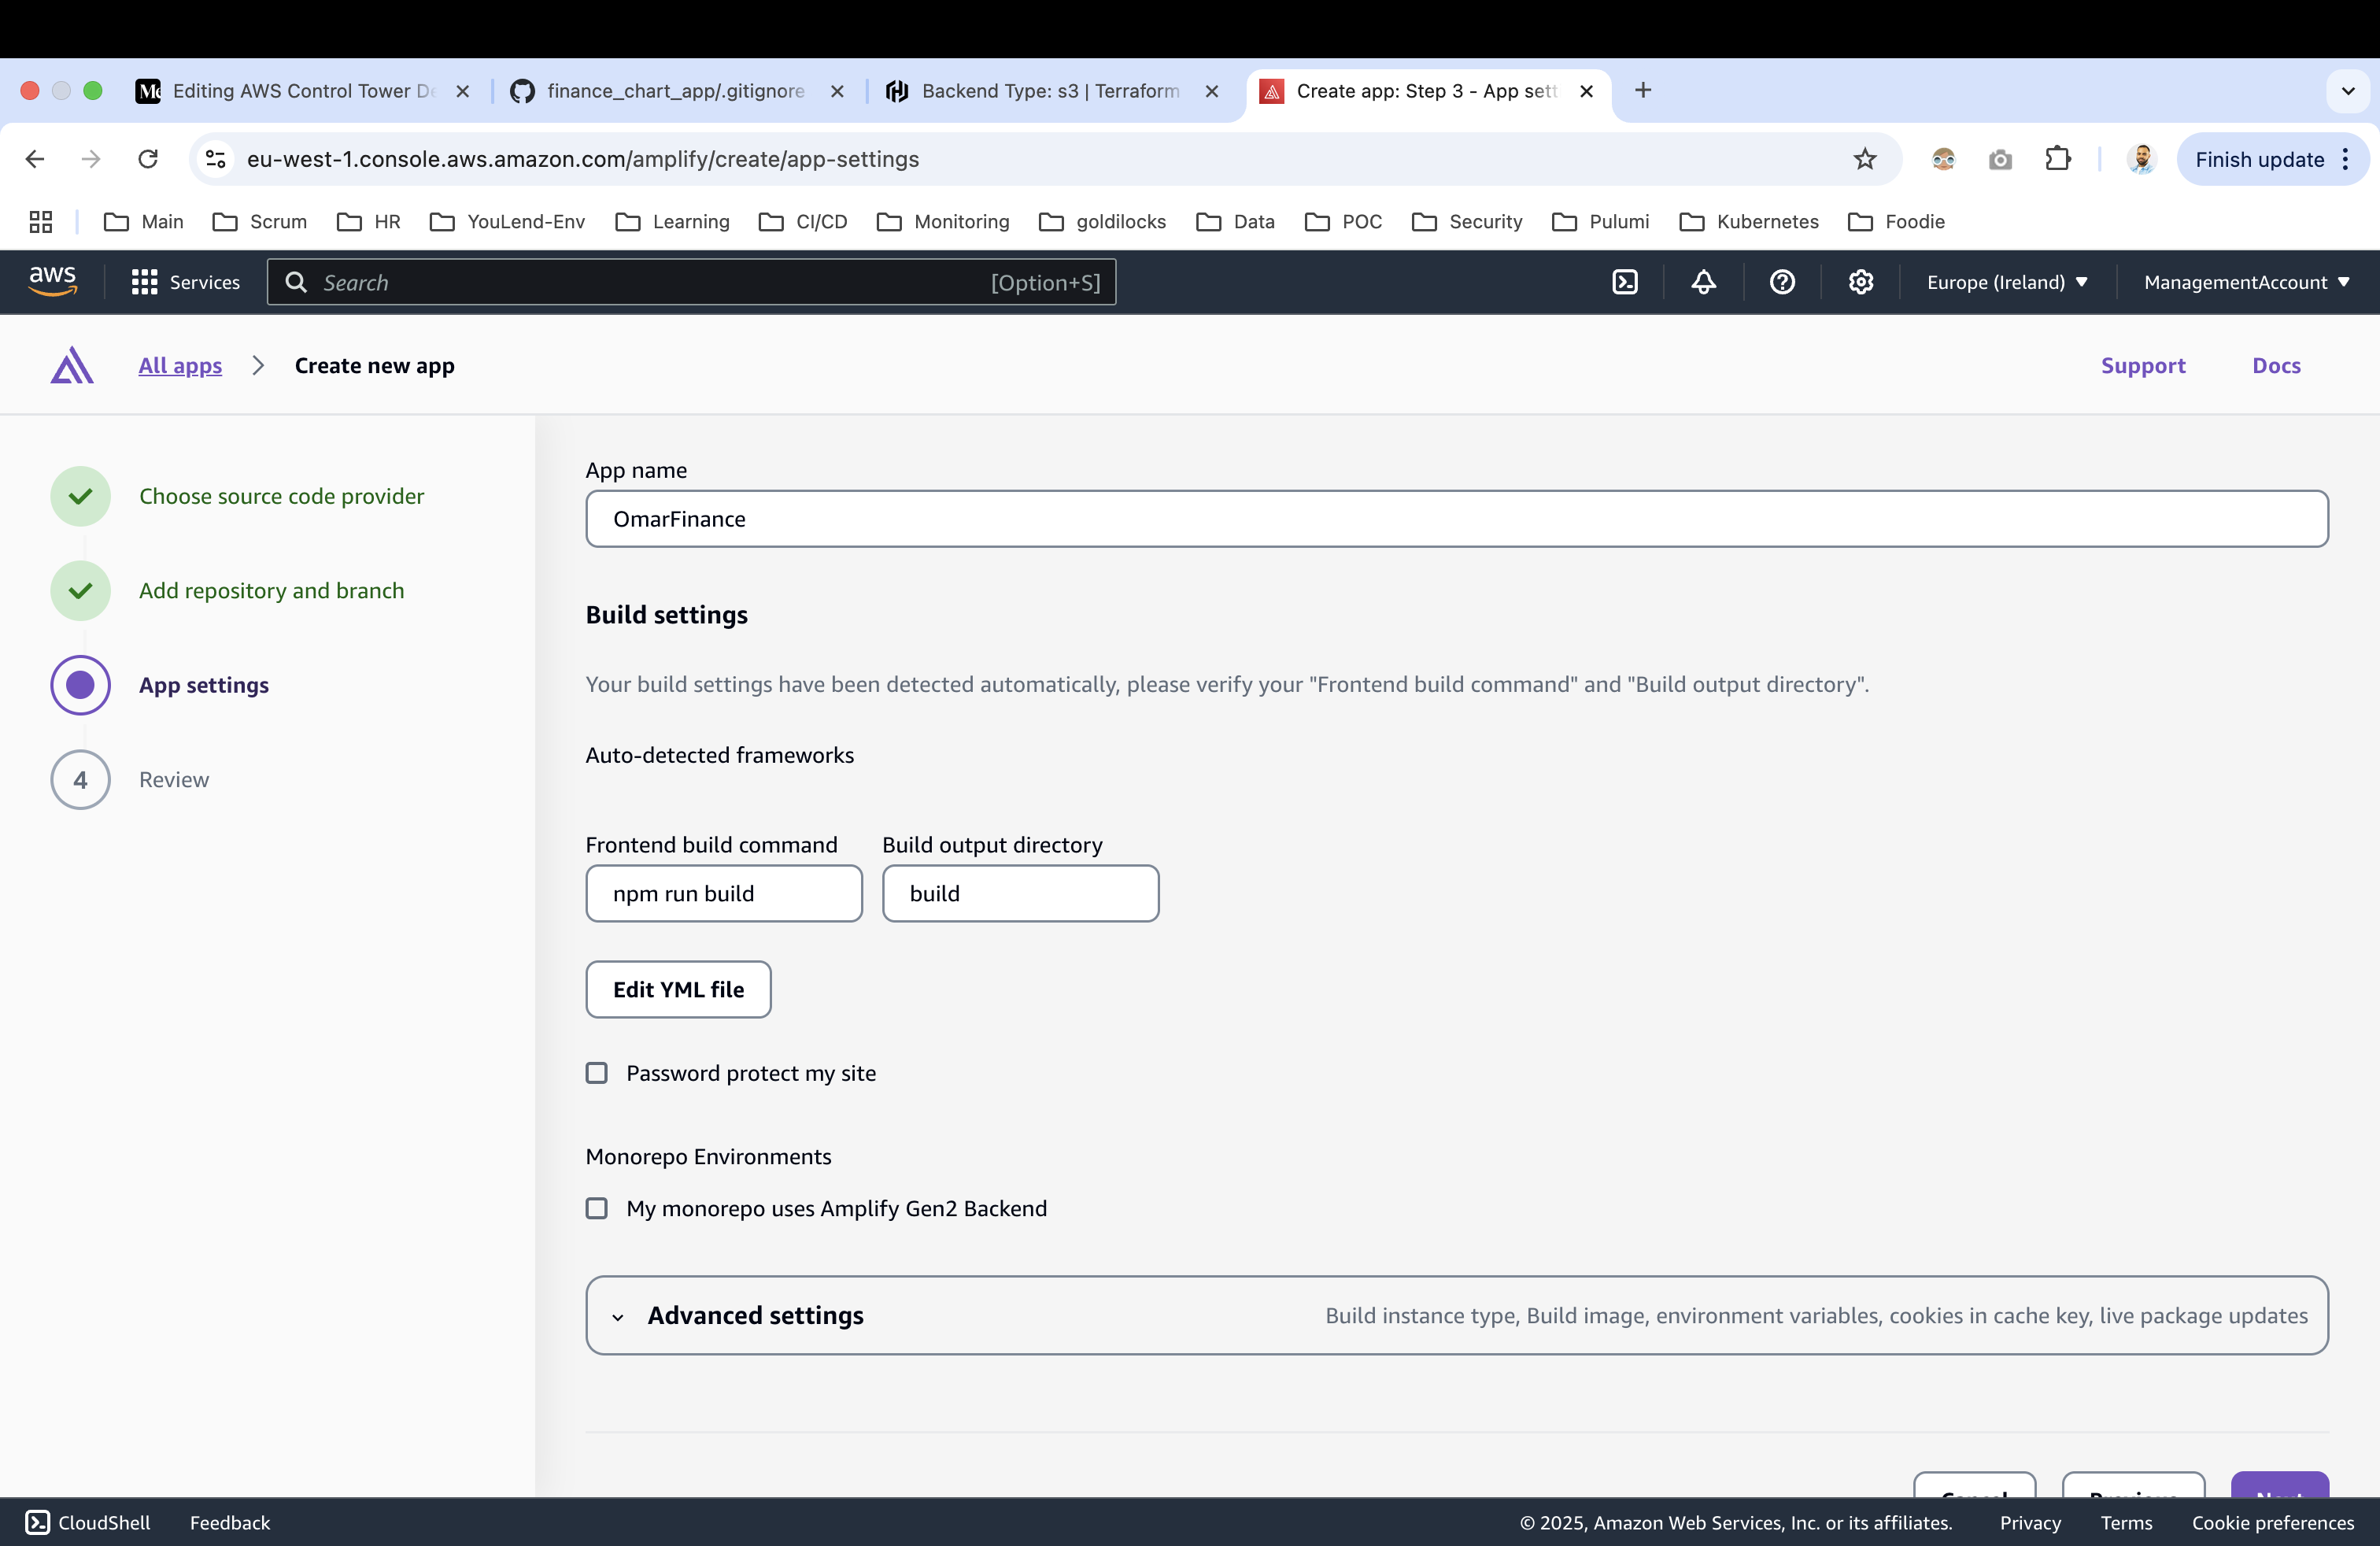 Editing AWS Control Tower De
finance_chart_app/.gitignore
Backend Type: s3 | Terraform
Create app: Step 3 - App sett
eu-west-1.console.aws.amazon.com/amplify/create/app-settings
Finish update
Main
Scrum
HR
YouLend-Env
Learning
CI/CD
Monitoring
goldilocks
Data
POC
Security
Pulumi
Kubernetes
Foodie
aws
Services
Search
[Option+S]
Europe (Ireland)
ManagementAccount
All apps
Create new app
Support
Docs
Choose source code provider
Add repository and branch
App settings
4
Review
App name
OmarFinance
Build settings
Your build settings have been detected automatically, please verify your "Frontend build command" and "Build output directory".
Auto-detected frameworks
Frontend build command
Build output directory
npm run build
build
Edit YML file
Password protect my site
Monorepo Environments
My monorepo uses Amplify Gen2 Backend
Advanced settings
Build instance type, Build image, environment variables, cookies in cache key, live package updates
Cancel
Previous
Next
CloudShell
Feedback
© 2025, Amazon Web Services, Inc. or its affiliates.
Privacy
Terms
Cookie preferences